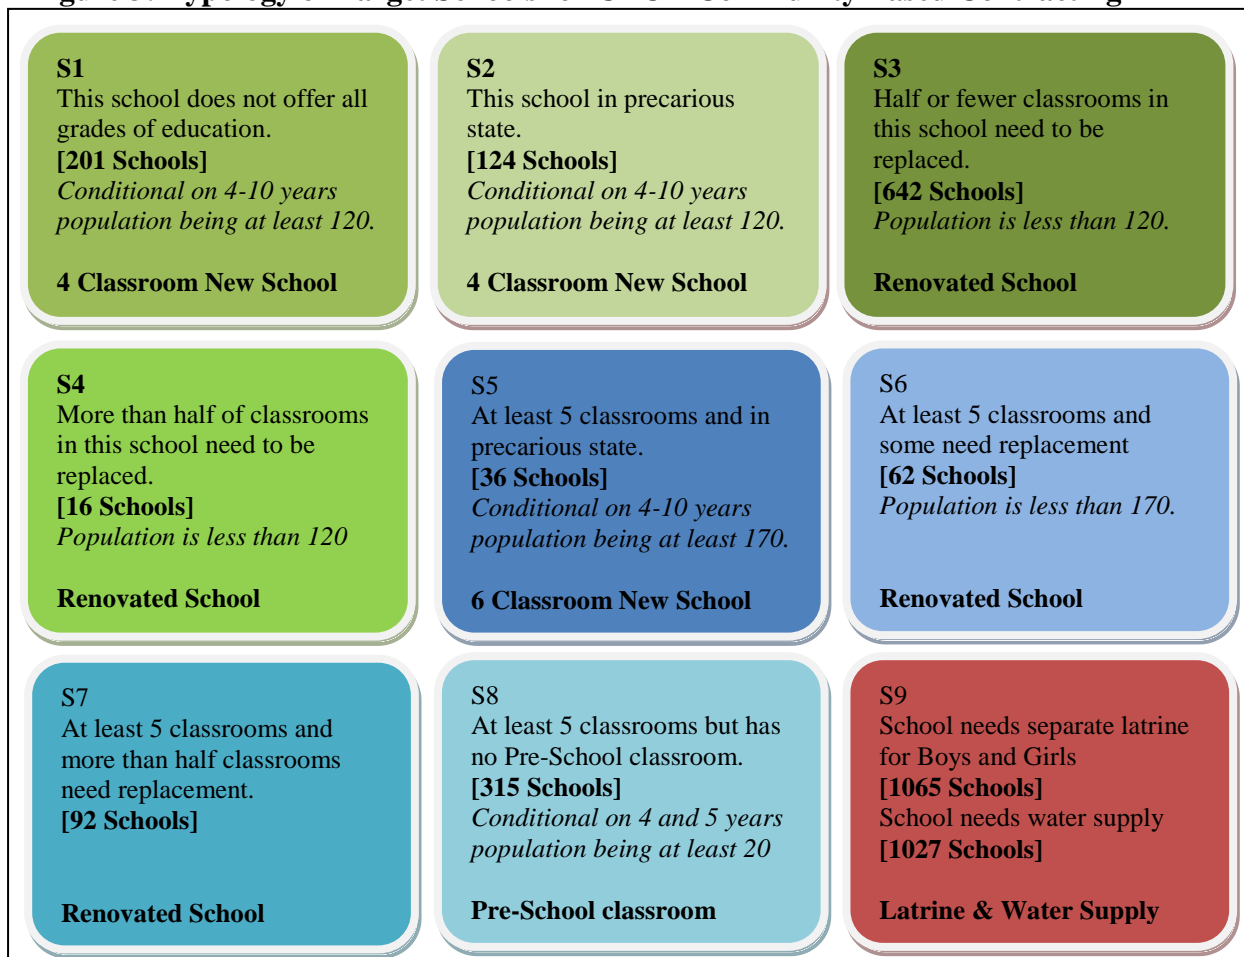 S1
This school does not offer all
grades of education.
[201 Schools]
Conditional on 4-10 years
population being at least 120.
4 Classroom New School
S2
This school in precarious
state.
[124 Schools]
Conditional on 4-10 years
population being at least 120.
4 Classroom New School
S3
Half or fewer classrooms in
this school need to be
replaced.
[642 Schools]
Population is less than 120.
Renovated School
S4
More than half of classrooms
in this school need to be
replaced.
[16 Schools]
Population is less than 120
Renovated School
S5
At least 5 classrooms and in
precarious state.
[36 Schools]
Conditional on 4-10 years
population being at least 170.
6 Classroom New School
S6
At least 5 classrooms and
some need replacement
[62 Schools]
Population is less than 170.
Renovated School
S7
At least 5 classrooms and
more than half classrooms
need replacement.
[92 Schools]
Renovated School
S8
At least 5 classrooms but has
no Pre-School classroom.
[315 Schools]
Conditional on 4 and 5 years
population being at least 20
Pre-School classroom
S9
School needs separate latrine
for Boys and Girls
[1065 Schools]
School needs water supply
[1027 Schools]
Latrine & Water Supply